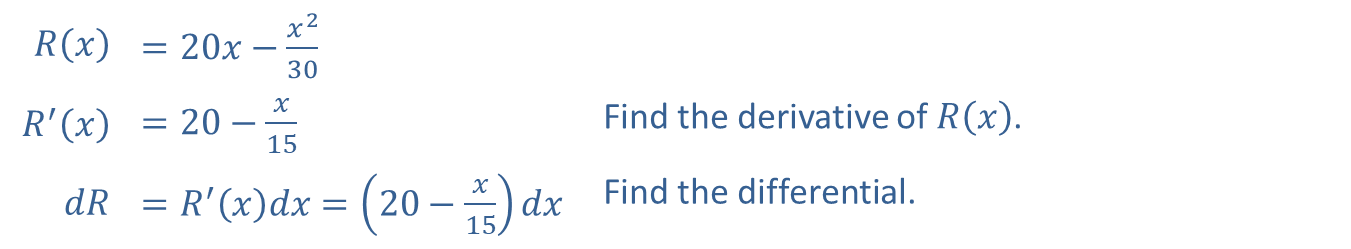 R(x) = 20x − x²/30
R′(x) = 20 − x/15 Find the derivative of R(x).
dR = R′(x)dx = (20 − x/15) dx Find the differential.